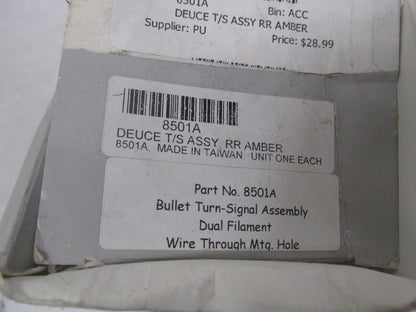 8501A
Bin: ACC
DEUCE T/S ASSY RR AMBER
Supplier: PU
Price: $28.99
8501A
DEUCE T/S ASSY, RR AMBER
8501A, MADE IN TAIWAN UNIT ONE EACH
Part No. 8501A
Bullet Turn-Signal Assembly
Dual Filament
Wire Through Mtg. Hole